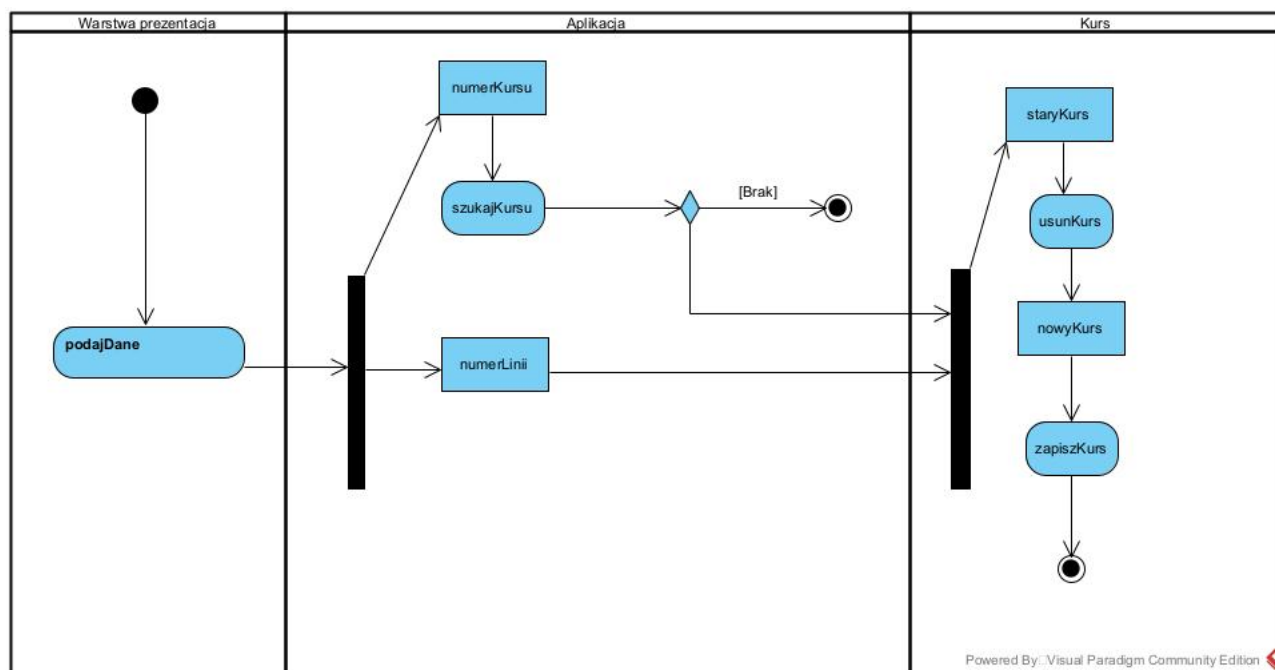 Warstwa prezentacja
Aplikacja
Kurs
numerKursu
staryKurs
szukajKursu
[Brak]
usunKurs
nowyKurs
podajDane
numerLinii
zapiszKurs
Powered By Visual Paradigm Community Edition